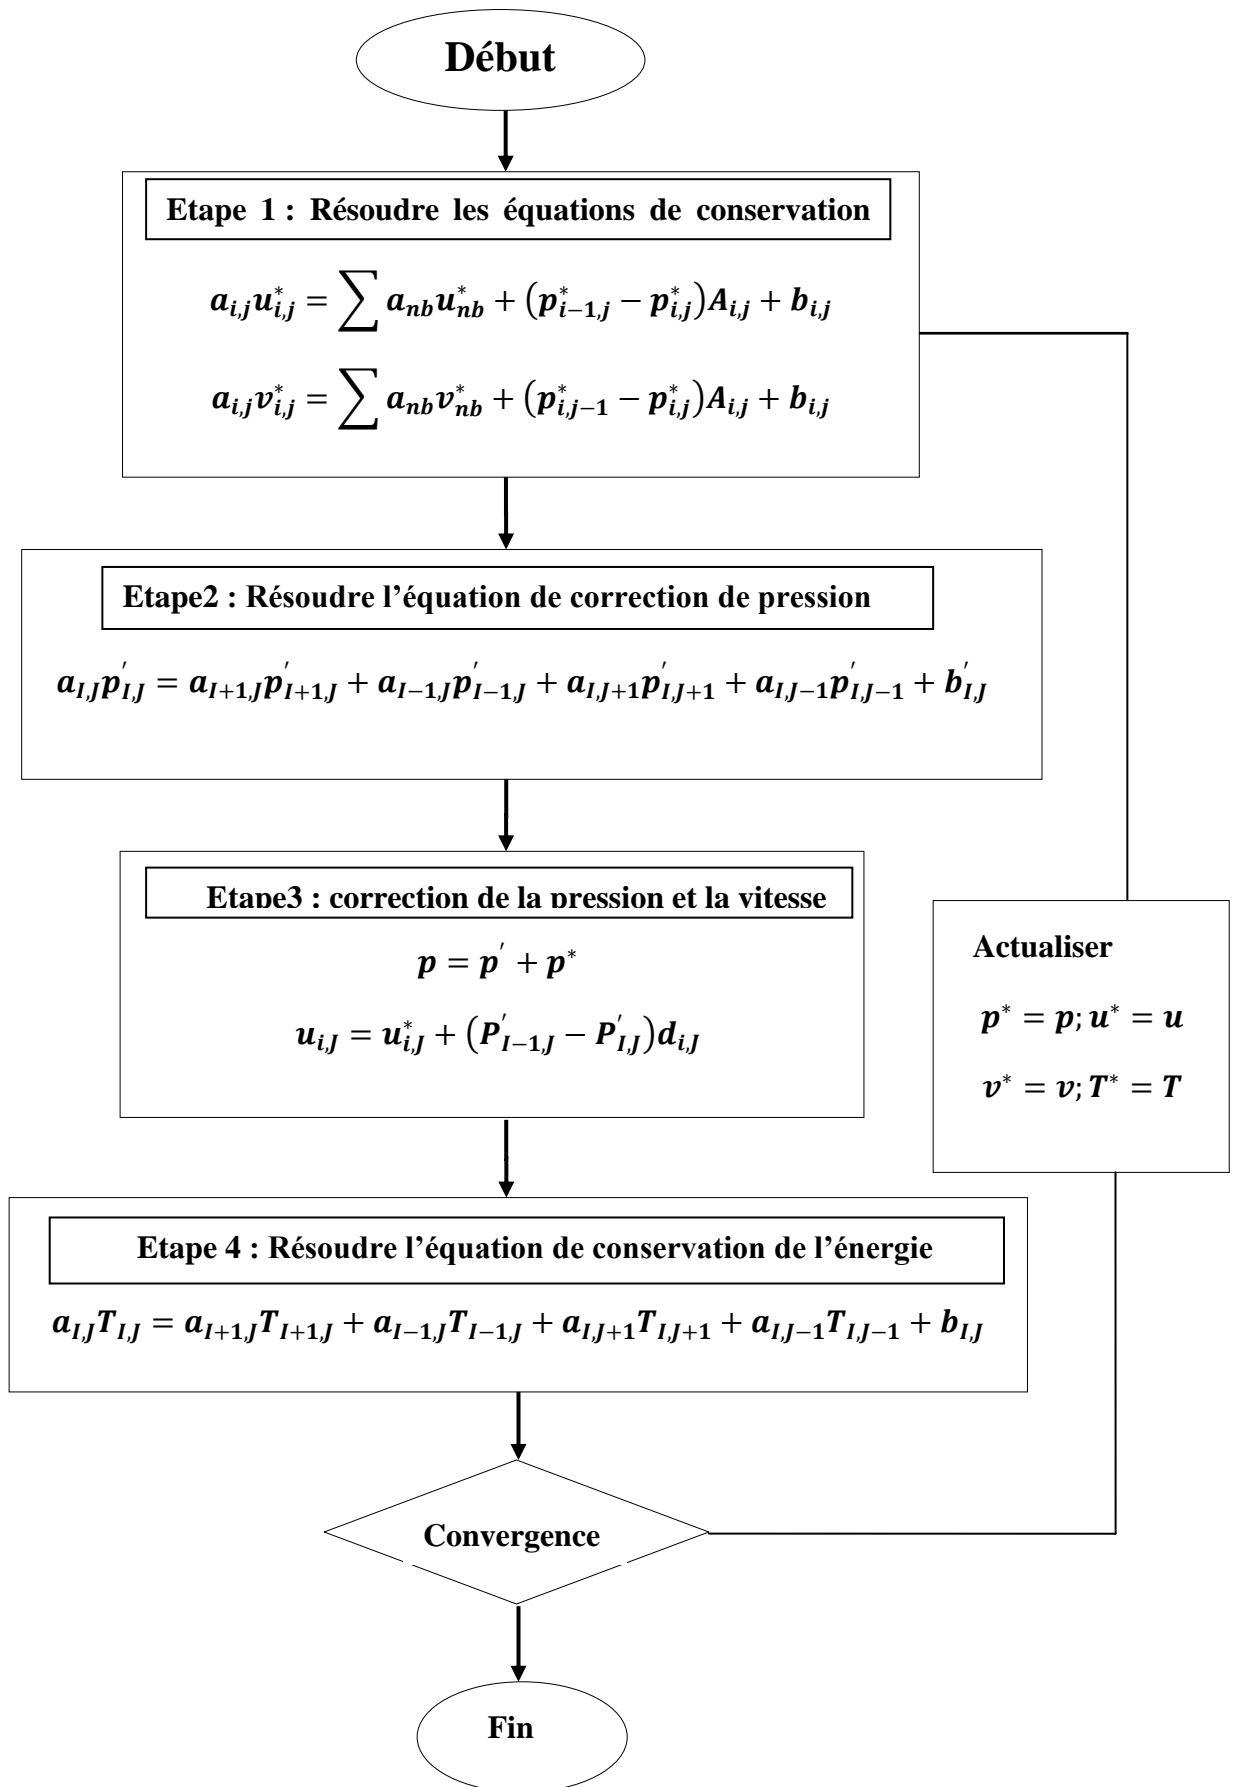 Début
Etape 1 : Résoudre les équations de conservation
a_{i,j}u^*_{i,j} = ∑ a_{nb}u^*_{nb} + (p^*_{i−1,j} − p^*_{i,j})A_{i,j} + b_{i,j}
a_{i,j}v^*_{i,j} = ∑ a_{nb}v^*_{nb} + (p^*_{i,j−1} − p^*_{i,j})A_{i,j} + b_{i,j}
Etape2 : Résoudre l’équation de correction de pression
a_{I,J}p^'_{I,J} = a_{I+1,J}p^'_{I+1,J} + a_{I−1,J}p^'_{I−1,J} + a_{I,J+1}p^'_{I,J+1} + a_{I,J−1}p^'_{I,J−1} + b^'_{I,J}
Etape3 : correction de la pression et la vitesse
p = p^' + p^*
u_{i,J} = u^*_{i,J} + (P^'_{I−1,J} − P^'_{I,J})d_{i,J}
Actualiser
p^* = p; u^* = u
v^* = v; T^* = T
Etape 4 : Résoudre l’équation de conservation de l’énergie
a_{I,J}T_{I,J} = a_{I+1,J}T_{I+1,J} + a_{I−1,J}T_{I−1,J} + a_{I,J+1}T_{I,J+1} + a_{I,J−1}T_{I,J−1} + b_{I,J}
Convergence
Fin